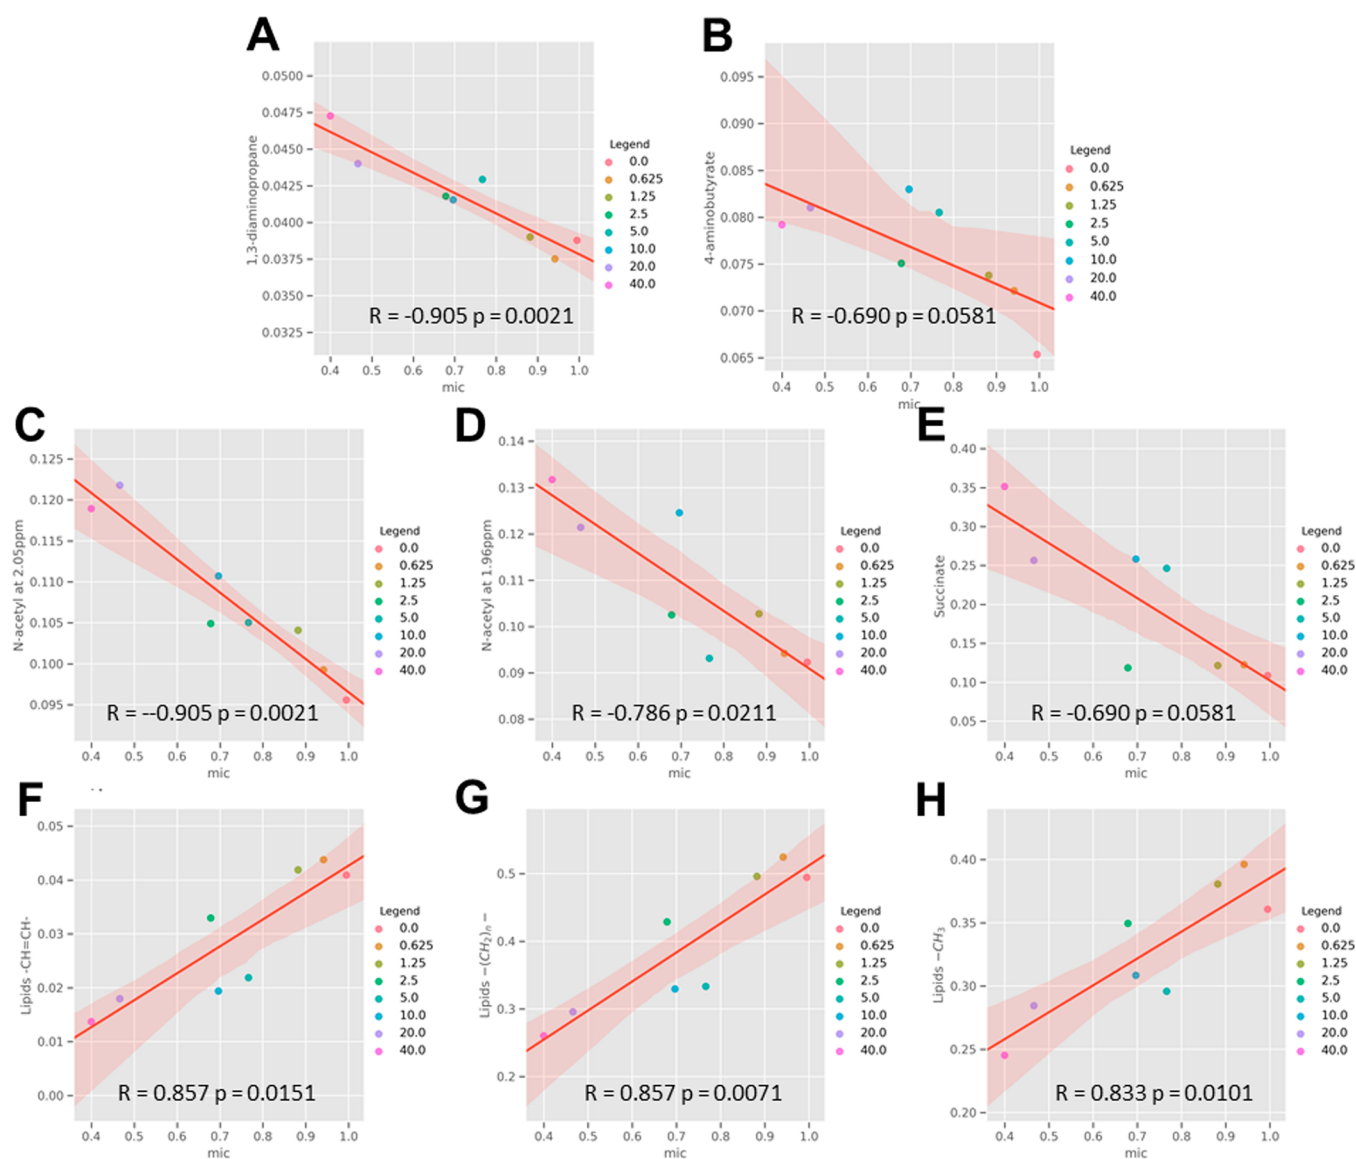 A
1,3-diaminopropane
0.0500
0.0475
0.0450
0.0425
0.0400
0.0375
0.0350
0.0325
R = -0.905 p = 0.0021
0.4 0.5 0.6 0.7 0.8 0.9 1.0
mic
Legend
0.0
0.625
1.25
2.5
5.0
10.0
20.0
40.0
B
4-aminobutyrate
0.095
0.090
0.085
0.080
0.075
0.070
0.065
R = -0.690 p = 0.0581
0.4 0.5 0.6 0.7 0.8 0.9 1.0
mic
Legend
0.0
0.625
1.25
2.5
5.0
10.0
20.0
40.0
C
N-acetyl at 2.05ppm
0.125
0.120
0.115
0.110
0.105
0.100
0.095
R = --0.905 p = 0.0021
0.4 0.5 0.6 0.7 0.8 0.9 1.0
mic
Legend
0.0
0.625
1.25
2.5
5.0
10.0
20.0
40.0
D
N-acetyl at 1.96ppm
0.14
0.13
0.12
0.11
0.10
0.09
0.08
R = -0.786 p = 0.0211
0.4 0.5 0.6 0.7 0.8 0.9 1.0
mic
Legend
0.0
0.625
1.25
2.5
5.0
10.0
20.0
40.0
E
Succinate
0.40
0.35
0.30
0.25
0.20
0.15
0.10
0.05
R = -0.690 p = 0.0581
0.4 0.5 0.6 0.7 0.8 0.9 1.0
mic
Legend
0.0
0.625
1.25
2.5
5.0
10.0
20.0
40.0
F
Lipids -CH=CH-
0.05
0.04
0.03
0.02
0.01
0.00
R = 0.857 p = 0.0151
0.4 0.5 0.6 0.7 0.8 0.9 1.0
mic
Legend
0.0
0.625
1.25
2.5
5.0
10.0
20.0
40.0
G
Lipids −(CH₂)ₙ −
0.5
0.4
0.3
0.2
R = 0.857 p = 0.0071
0.4 0.5 0.6 0.7 0.8 0.9 1.0
mic
Legend
0.0
0.625
1.25
2.5
5.0
10.0
20.0
40.0
H
Lipids −CH₃
0.40
0.35
0.30
0.25
0.20
R = 0.833 p = 0.0101
0.4 0.5 0.6 0.7 0.8 0.9 1.0
mic
Legend
0.0
0.625
1.25
2.5
5.0
10.0
20.0
40.0